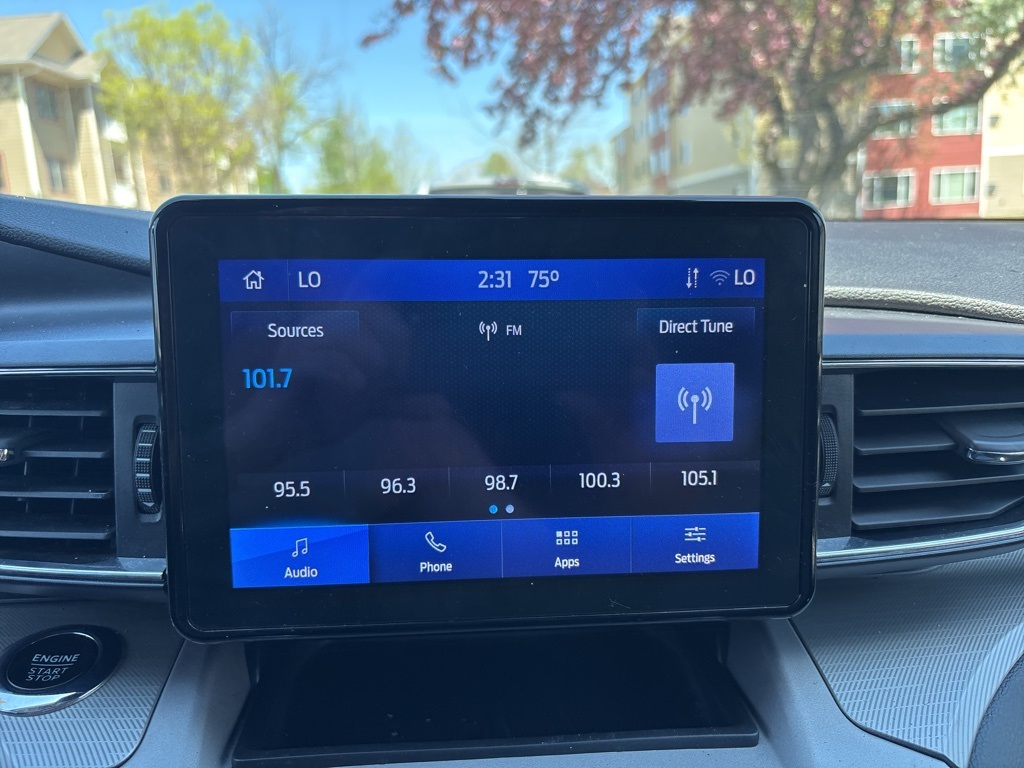 LO 2:31 75° LO
Sources FM Direct Tune
101.7
95.5 96.3 98.7 100.3 105.1
Audio Phone Apps Settings
ENGINE
START
STOP